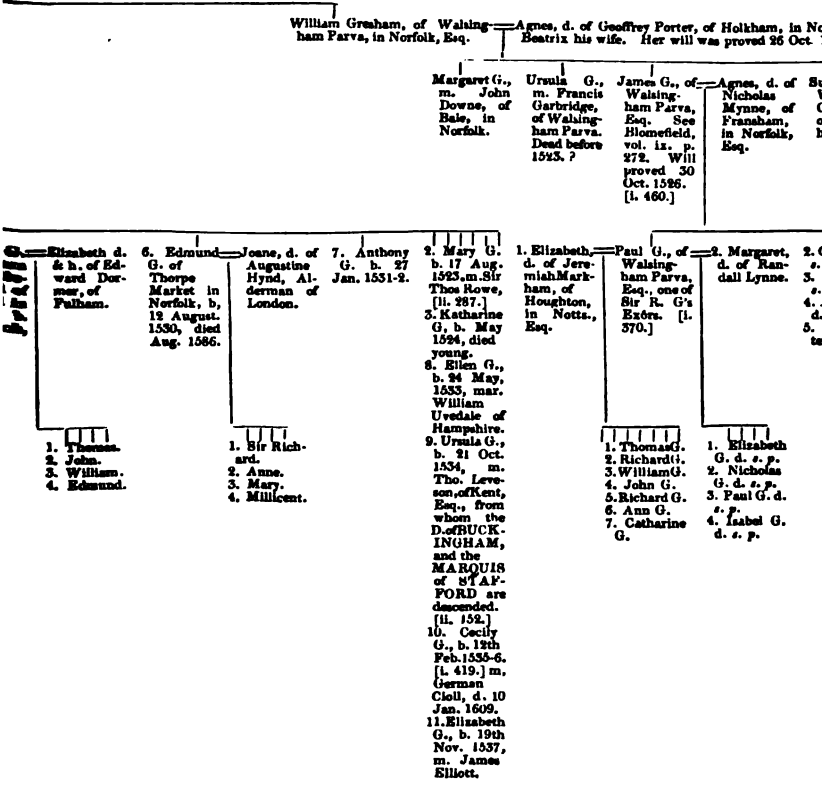 William Gresham, of Walsing-
ham Parva, in Norfolk, Esq.
Agnes, d. of Geoffrey Porter, of Holkham, in
Beatrix his wife. Her will was proved 26 Oct.
Margaret G.,
m. John
Downe, of
Bale, in
Norfolk.
Ursula G.,
m. Francis
Garbridge,
of Walsing-
ham Parva.
Dead before
1523. ?
James G., of
Walsing-
ham Parva,
Esq. See
Blomefield,
vol. ix. p.
272. Will
proved 30
Oct. 1526.
[i. 460.]
Agnes, d. of
Nicholas
Mynne, of
Fransham,
in Norfolk,
Esq.
G.
Elizabeth d.
& h. of Ed-
ward Dor-
mer, of
Fulham.
6. Edmund
G. of
Thorpe
Market in
Norfolk, b,
12 August.
1530, died
Aug. 1586.
Joane, d. of
Augustine
Hynd, Al-
derman of
London.
7. Anthony
G. b. 27
Jan. 1531-2.
2. Mary G.
b. 17 Aug.
1523, m. Sir
Thos Rowe,
[ii. 287.]
3. Katharine
G, b. May
1524, died
young.
8. Ellen G.,
b. 24 May,
1533, mar.
William
Uvedale of
Hampshire.
9. Ursula G.,
b. 21 Oct.
1534, m.
Tho. Leve-
son, of Kent,
Esq., from
whom the
D. of BUCK-
INGHAM,
and the
MARQUIS
of STAF-
FORD are
descended.
[ii. 152.]
10. Cecily
G., b. 12th
Feb. 1535-6.
[i. 419.] m.
German
Cioll, d. 10
Jan. 1609.
11. Elizabeth
G., b. 19th
Nov. 1537,
m. James
Elliott.
1. Elizabeth,
d. of Jere-
miah Mark-
ham, of
Houghton,
in Notts.,
Esq.
Paul G., of
Walsing-
ham Parva,
Esq., one of
Sir R. G's
Exõrs. [i.
370.]
2. Margaret,
d. of Ran-
dall Lynne.
2.
3.
4.
5.
1. Thomas.
2. John.
3. William.
4. Edmund.
1. Sir Rich-
ard.
2. Anne.
3. Mary.
4. Millicent.
1. Thomas G.
2. Richard G.
3. William G.
4. John G.
5. Richard G.
6. Ann G.
7. Catharine
G.
1. Elizabeth
G. d. s. p.
2. Nicholas
G. d. s. p.
3. Paul G. d.
s. p.
4. Isabel G.
d. s. p.